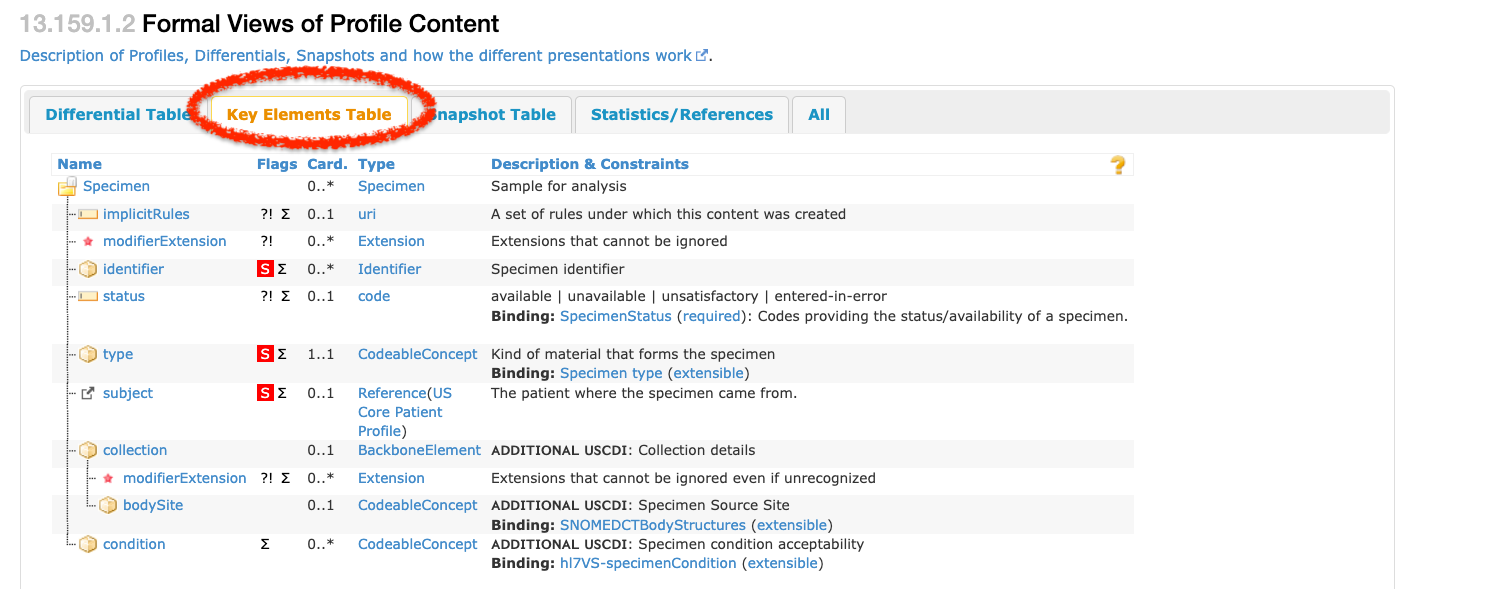 13.159.1.2 Formal Views of Profile Content
Description of Profiles, Differentials, Snapshots and how the different presentations work.
Differential Table Key Elements Table Snapshot Table Statistics/References All
Name Flags Card. Type Description & Constraints ?
Specimen 0..* Specimen Sample for analysis
implicitRules ?! Σ 0..1 uri A set of rules under which this content was created
modifierExtension ?! 0..* Extension Extensions that cannot be ignored
identifier S Σ 0..* Identifier Specimen identifier
status ?! Σ 0..1 code available | unavailable | unsatisfactory | entered-in-error
Binding: SpecimenStatus (required): Codes providing the status/availability of a specimen.
type S Σ 1..1 CodeableConcept Kind of material that forms the specimen
Binding: Specimen type (extensible)
subject S Σ 0..1 Reference(US The patient where the specimen came from.
Core Patient
Profile)
collection 0..1 BackboneElement ADDITIONAL USCDI: Collection details
modifierExtension ?! Σ 0..* Extension Extensions that cannot be ignored even if unrecognized
bodySite 0..1 CodeableConcept ADDITIONAL USCDI: Specimen Source Site
Binding: SNOMEDCTBodyStructures (extensible)
condition Σ 0..* CodeableConcept ADDITIONAL USCDI: Specimen condition acceptability
Binding: hl7VS-specimenCondition (extensible)